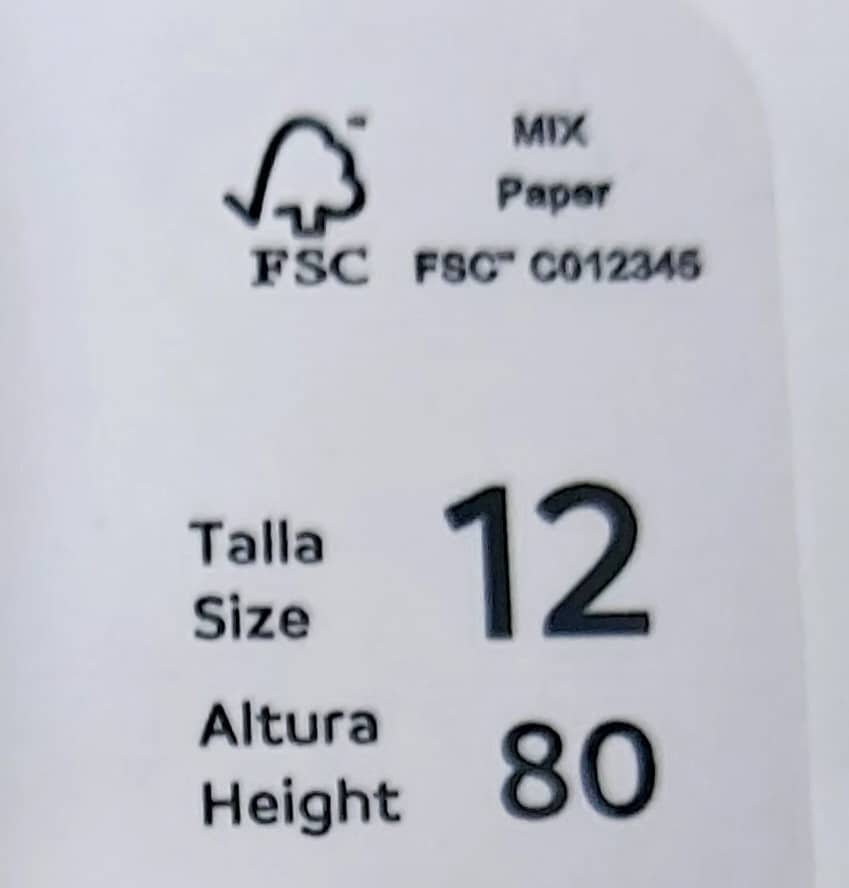 MIX
Paper
FSC FSC™ C012345
Talla
Size 12
Altura
Height 80